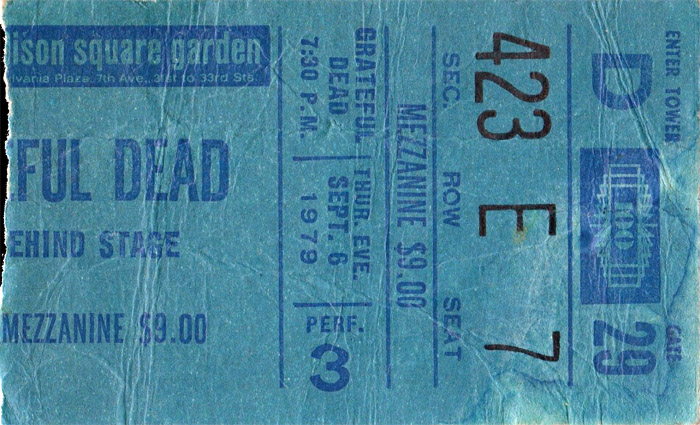 ison square garden
lvania Plaza, 7th Ave., 31st to 33rd Sts.
FUL DEAD
EHIND STAGE
MEZZANINE $9.00
GRATEFUL
DEAD
7:30 P.M.
THUR. EVE.
SEPT. 6
1979
PERF.
3
MEZZANINE $9.00
SEC. ROW SEAT
423 E 7
ENTER TOWER
D
GATE
29